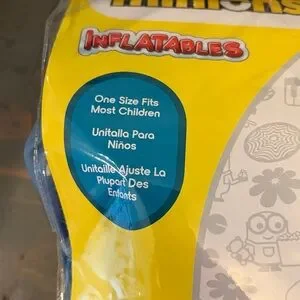 INFLATABLES
One Size Fits
Most Children
Unitalla Para
Niños
Unitaille Ajuste La
Plupart Des
Enfants